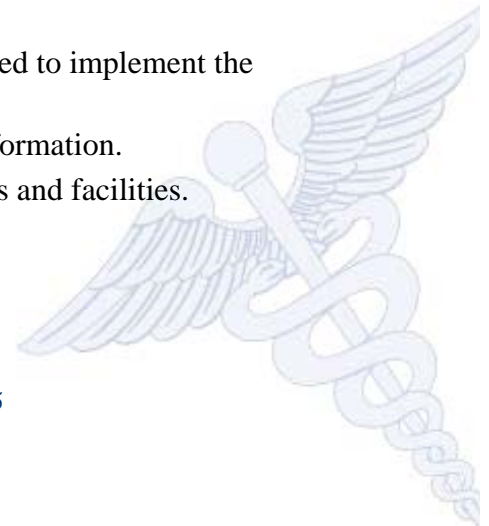 ed to implement the
formation.
s and facilities.